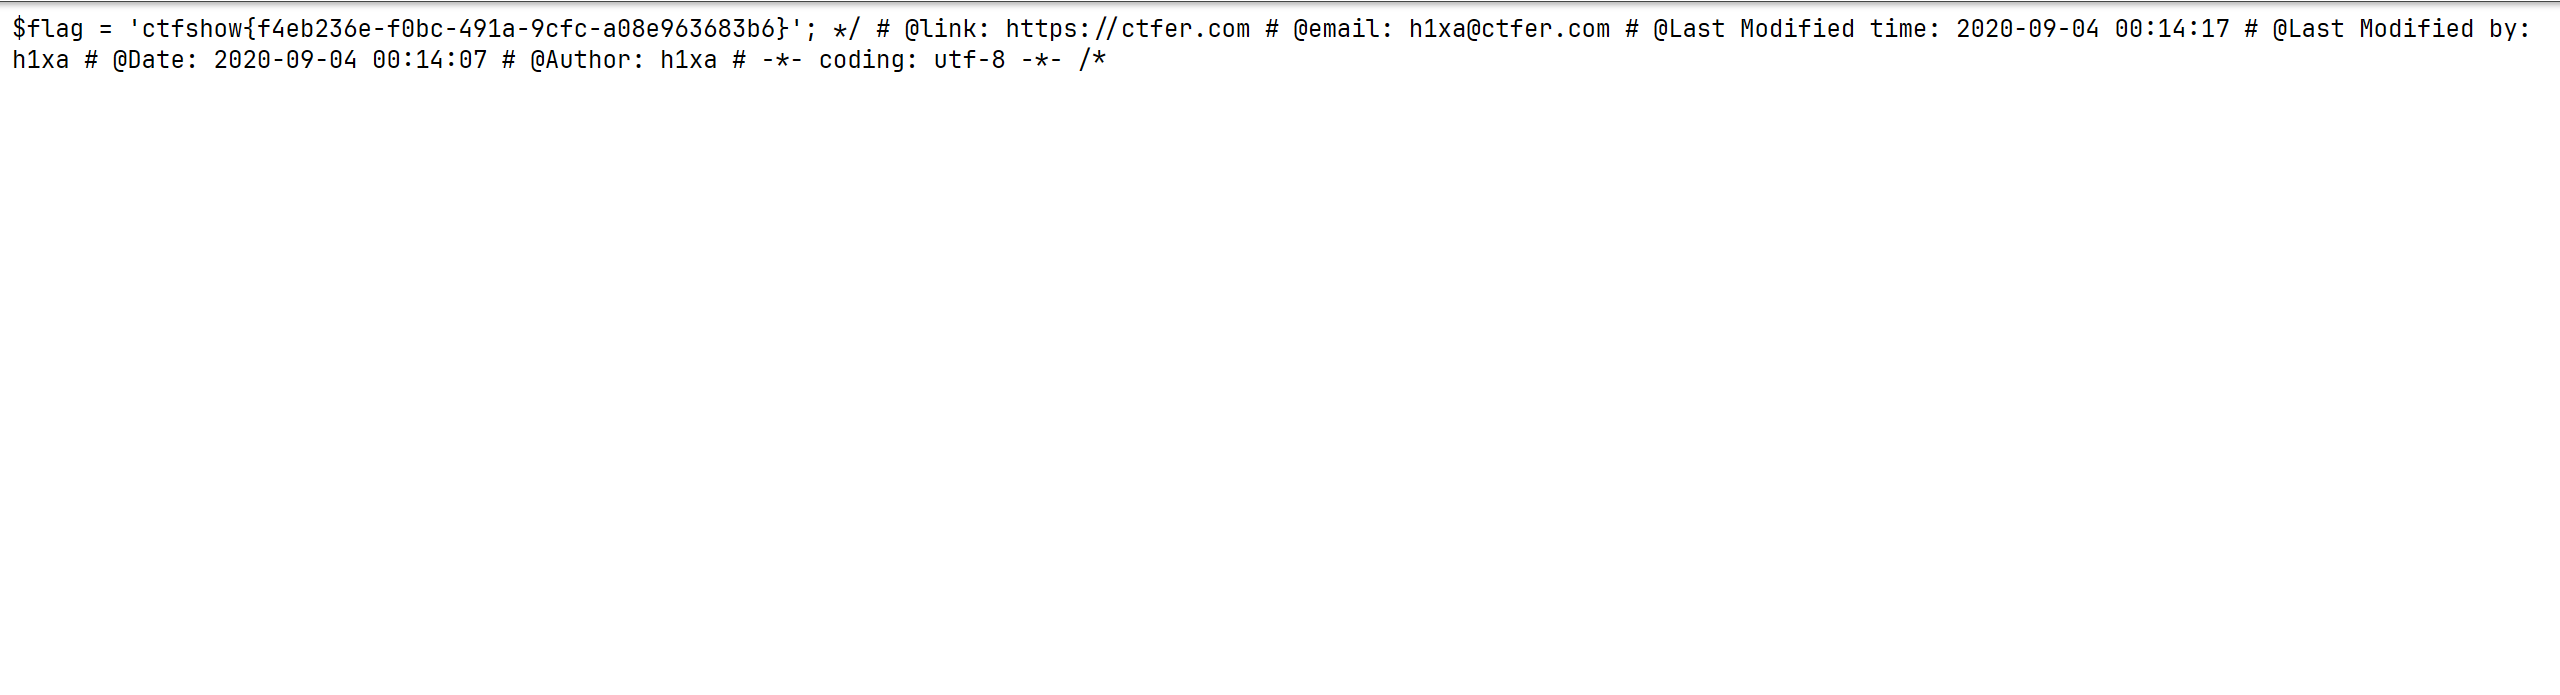 $flag = 'ctfshow{f4eb236e-f0bc-491a-9cfc-a08e963683b6}'; */ # @link: https://ctfer.com # @email: h1xa@ctfer.com # @Last Modified time: 2020-09-04 00:14:17 # @Last Modified by:
h1xa # @Date: 2020-09-04 00:14:07 # @Author: h1xa # -*- coding: utf-8 -*- /*